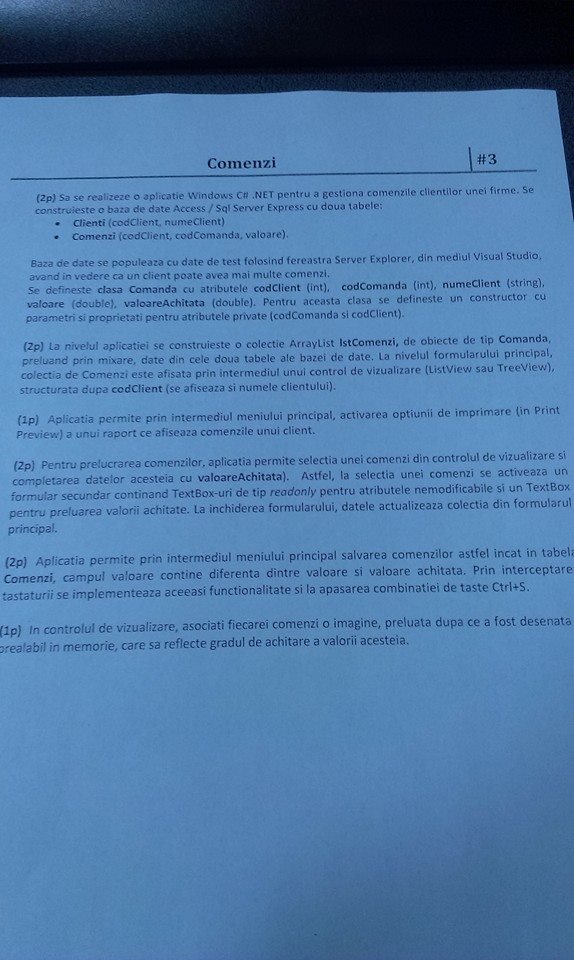 Comenzi #3
(2p) Sa se realizeze o aplicatie Windows C# .NET pentru a gestiona comenzile clientilor unei firme. Se
construieste o baza de date Access / Sql Server Express cu doua tabele:
• Clienti (codClient, numeClient)
• Comenzi (codClient, codComanda, valoare).
Baza de date se populeaza cu date de test folosind fereastra Server Explorer, din mediul Visual Studio,
avand in vedere ca un client poate avea mai multe comenzi.
Se defineste clasa Comanda cu atributele codClient (int), codComanda (int), numeClient (string),
valoare (double), valoareAchitata (double). Pentru aceasta clasa se defineste un constructor cu
parametri si proprietati pentru atributele private (codComanda si codClient).
(2p) La nivelul aplicatiei se construieste o colectie ArrayList lstComenzi, de obiecte de tip Comanda,
preluand prin mixare, date din cele doua tabele ale bazei de date. La nivelul formularului principal,
colectia de Comenzi este afisata prin intermediul unui control de vizualizare (ListView sau TreeView),
structurata dupa codClient (se afiseaza si numele clientului).
(1p) Aplicatia permite prin intermediul meniului principal, activarea optiunii de imprimare (in Print
Preview) a unui raport ce afiseaza comenzile unui client.
(2p) Pentru prelucrarea comenzilor, aplicatia permite selectia unei comenzi din controlul de vizualizare si
completarea datelor acesteia cu valoareAchitata). Astfel, la selectia unei comenzi se activeaza un
formular secundar continand TextBox-uri de tip readonly pentru atributele nemodificabile si un TextBox
pentru preluarea valorii achitate. La inchiderea formularului, datele actualizeaza colectia din formularul
principal.
(2p) Aplicatia permite prin intermediul meniului principal salvarea comenzilor astfel incat in tabela
Comenzi, campul valoare contine diferenta dintre valoare si valoare achitata. Prin interceptare
tastaturii se implementeaza aceeasi functionalitate si la apasarea combinatiei de taste Ctrl+S.
(1p) In controlul de vizualizare, asociati fiecarei comenzi o imagine, preluata dupa ce a fost desenata
prealabil in memorie, care sa reflecte gradul de achitare a valorii acesteia.